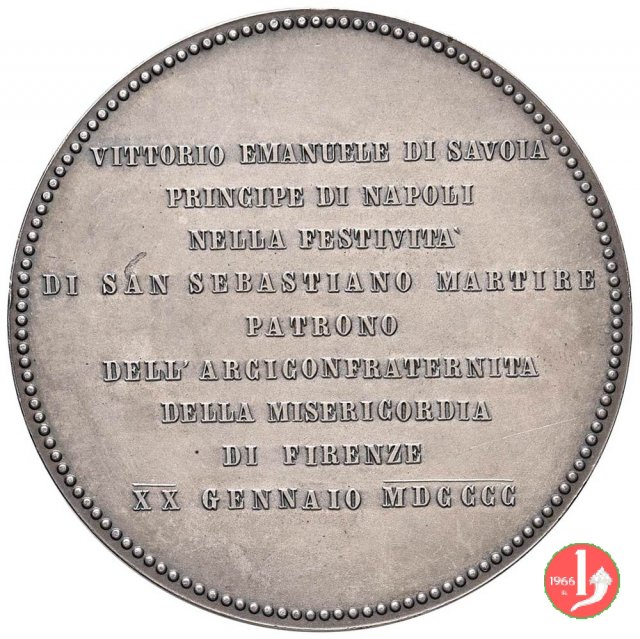 VITTORIO EMANUELE DI SAVOIA
PRINCIPE DI NAPOLI
NELLA FESTIVITA`
DI SAN SEBASTIANO MARTIRE
PATRONO
DELL' ARCICONFRATERNITA
DELLA MISERICORDIA
DI FIRENZE
XX GENNAIO MDCCCC
1966